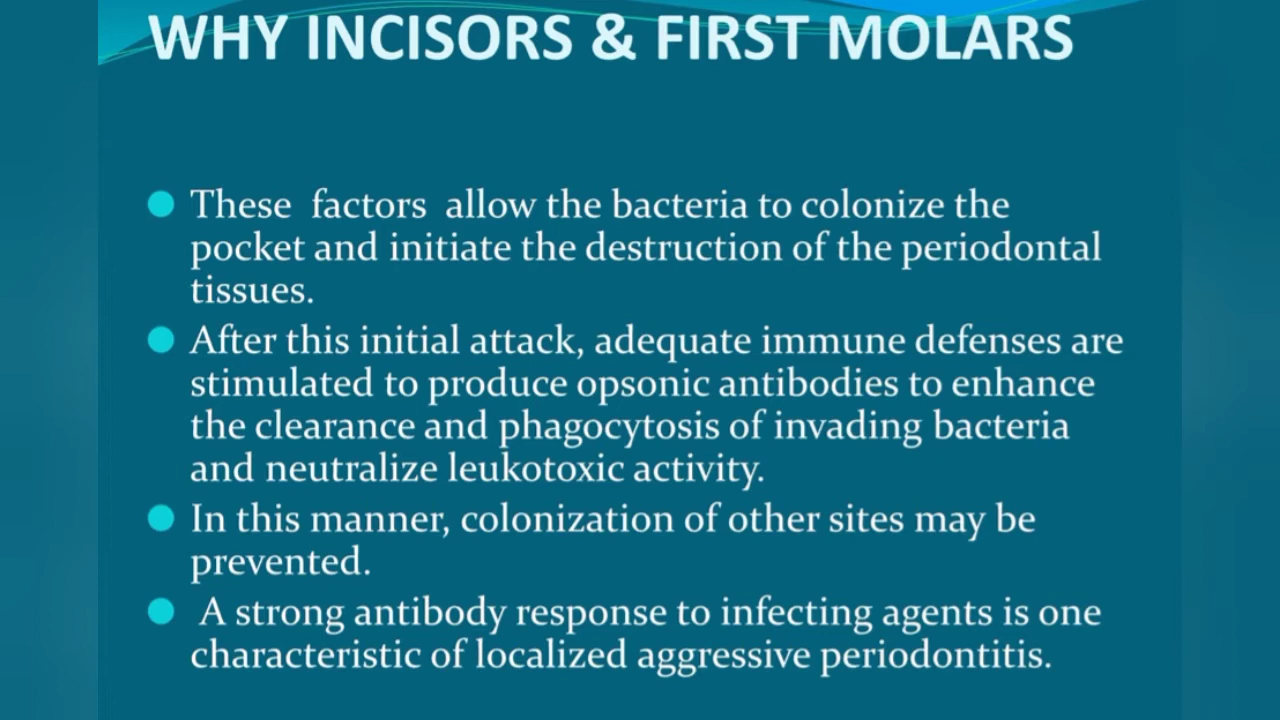 WHY INCISORS & FIRST MOLARS
These factors allow the bacteria to colonize the
pocket and initiate the destruction of the periodontal
tissues.
After this initial attack, adequate immune defenses are
stimulated to produce opsonic antibodies to enhance
the clearance and phagocytosis of invading bacteria
and neutralize leukotoxic activity.
In this manner, colonization of other sites may be
prevented.
A strong antibody response to infecting agents is one
characteristic of localized aggressive periodontitis.